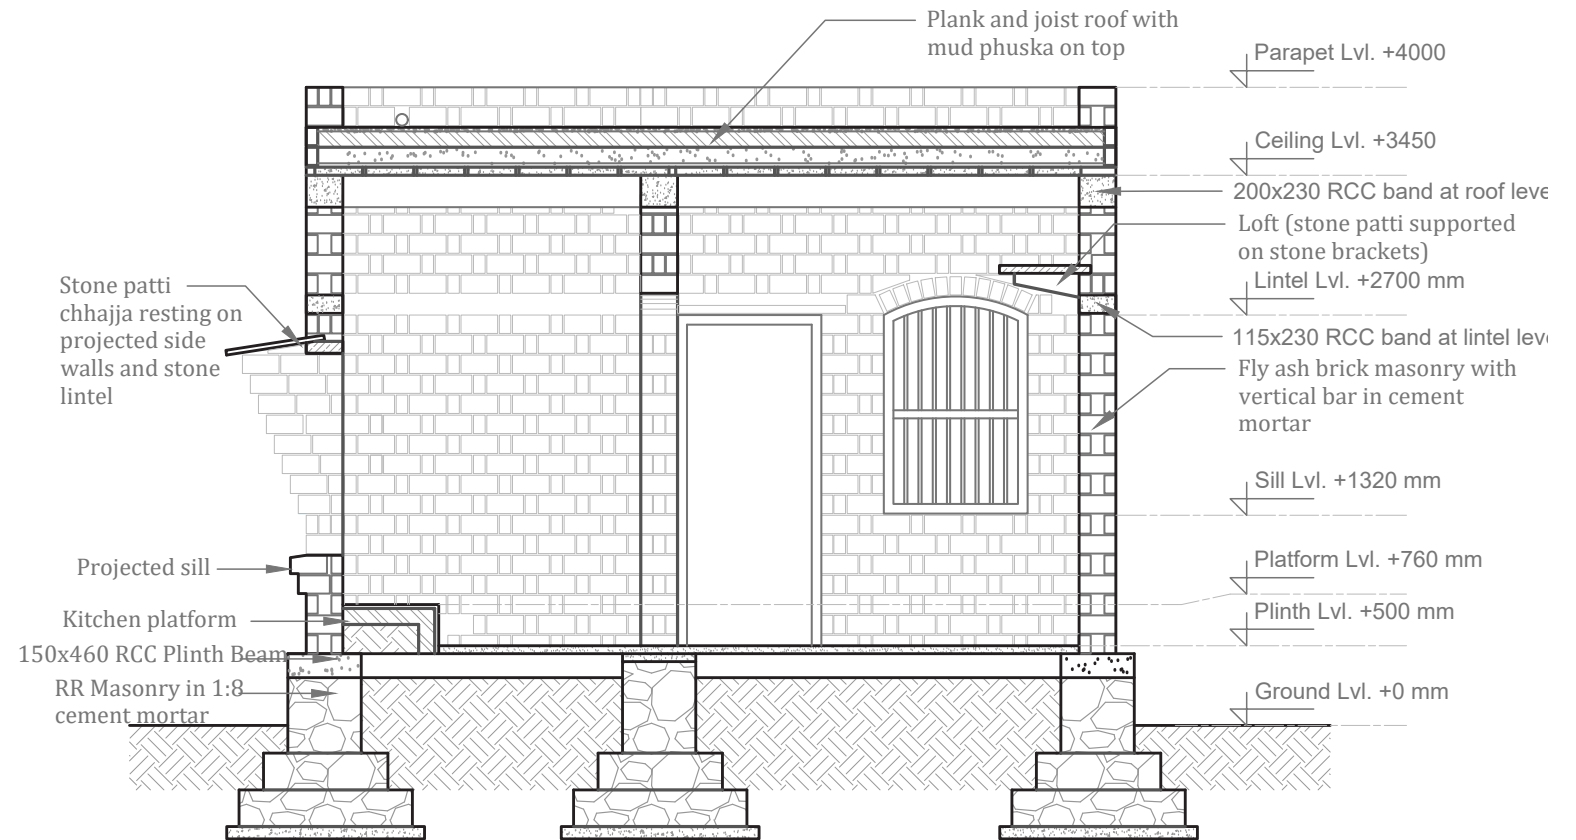 Plank and joist roof with
mud phuska on top
Parapet Lvl. +4000
Ceiling Lvl. +3450
200x230 RCC band at roof leve
Loft (stone patti supported
on stone brackets)
Lintel Lvl. +2700 mm
115x230 RCC band at lintel leve
Fly ash brick masonry with
vertical bar in cement
mortar
Sill Lvl. +1320 mm
Platform Lvl. +760 mm
Plinth Lvl. +500 mm
Ground Lvl. +0 mm
Stone patti
chhajja resting on
projected side
walls and stone
lintel
Projected sill
Kitchen platform
150x460 RCC Plinth Beam
RR Masonry in 1:8
cement mortar